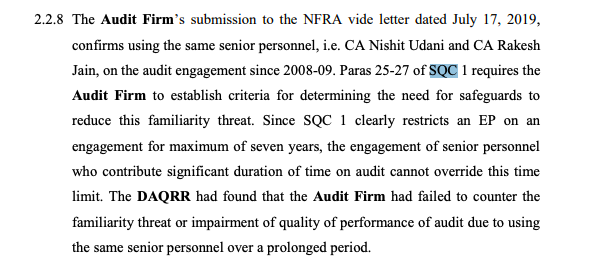 2.2.8 The Audit Firm's submission to the NFRA vide letter dated July 17, 2019,
confirms using the same senior personnel, i.e. CA Nishit Udani and CA Rakesh
Jain, on the audit engagement since 2008-09. Paras 25-27 of SQC 1 requires the
Audit Firm to establish criteria for determining the need for safeguards to
reduce this familiarity threat. Since SQC 1 clearly restricts an EP on an
engagement for maximum of seven years, the engagement of senior personnel
who contribute significant duration of time on audit cannot override this time
limit. The DAQRR had found that the Audit Firm had failed to counter the
familiarity threat or impairment of quality of performance of audit due to using
the same senior personnel over a prolonged period.